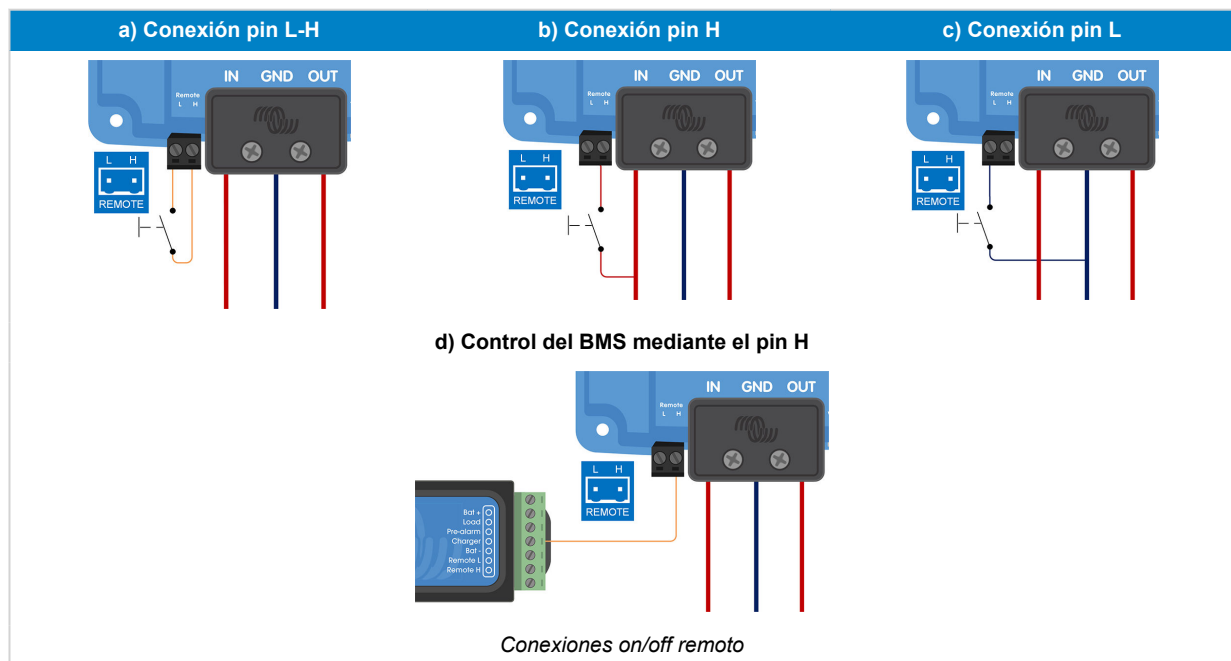 a) Conexión pin L-H
b) Conexión pin H
c) Conexión pin L
IN GND OUT
Remote
L H
L H
REMOTE
IN GND OUT
Remote
L H
L H
REMOTE
IN GND OUT
Remote
L H
L H
REMOTE
d) Control del BMS mediante el pin H
IN GND OUT
Remote
L H
L H
REMOTE
Bat +
Load
Pre-alarm
Charger
Bat -
Remote L
Remote H
Conexiones on/off remoto